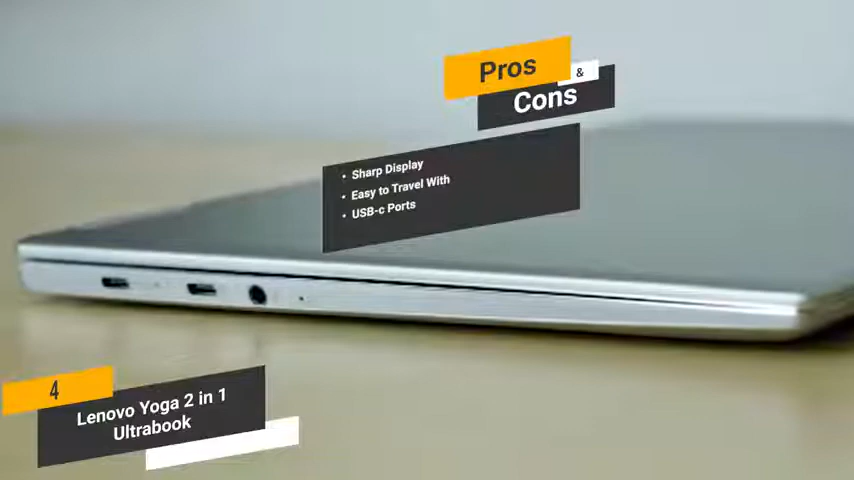 Pros
&
Cons
• Sharp Display
• Easy to Travel With
• USB-c Ports
4
Lenovo Yoga 2 in 1
Ultrabook